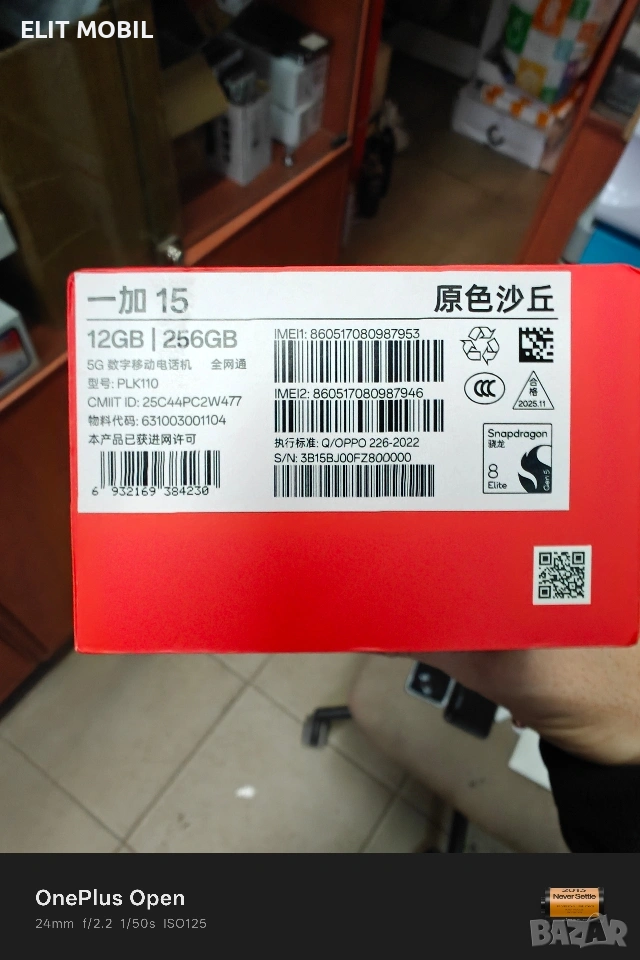 ELIT MOBIL
一加 15
原色沙丘
12GB | 256GB
5G 数字移动电话机 全网通
型号: PLK110
CMIIT ID: 25C44PC2W477
物料代码: 631003001104
本产品已获进网许可
6 932169 384230
IMEI1: 860517080987953
IMEI2: 860517080987946
执行标准: Q/OPPO 226-2022
S/N: 3B15BJ00FZ800000
CCC
合格
2025.11
Snapdragon
骁龙
8
Elite
Gen 5
OnePlus Open
24mm f/2.2 1/50s ISO125
2013
Never Settle
BAZAR